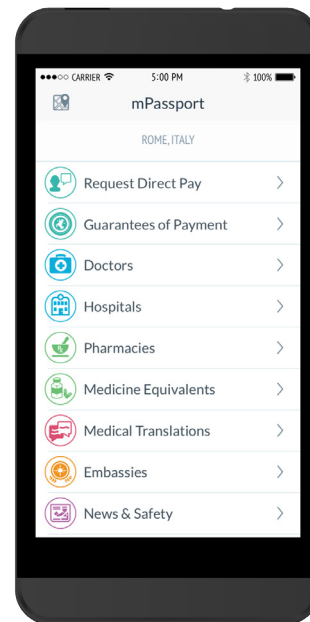 CARRIER 5:00 PM 100%
mPassport
ROME, ITALY
Request Direct Pay
Guarantees of Payment
Doctors
Hospitals
Pharmacies
Medicine Equivalents
Medical Translations
Embassies
News & Safety